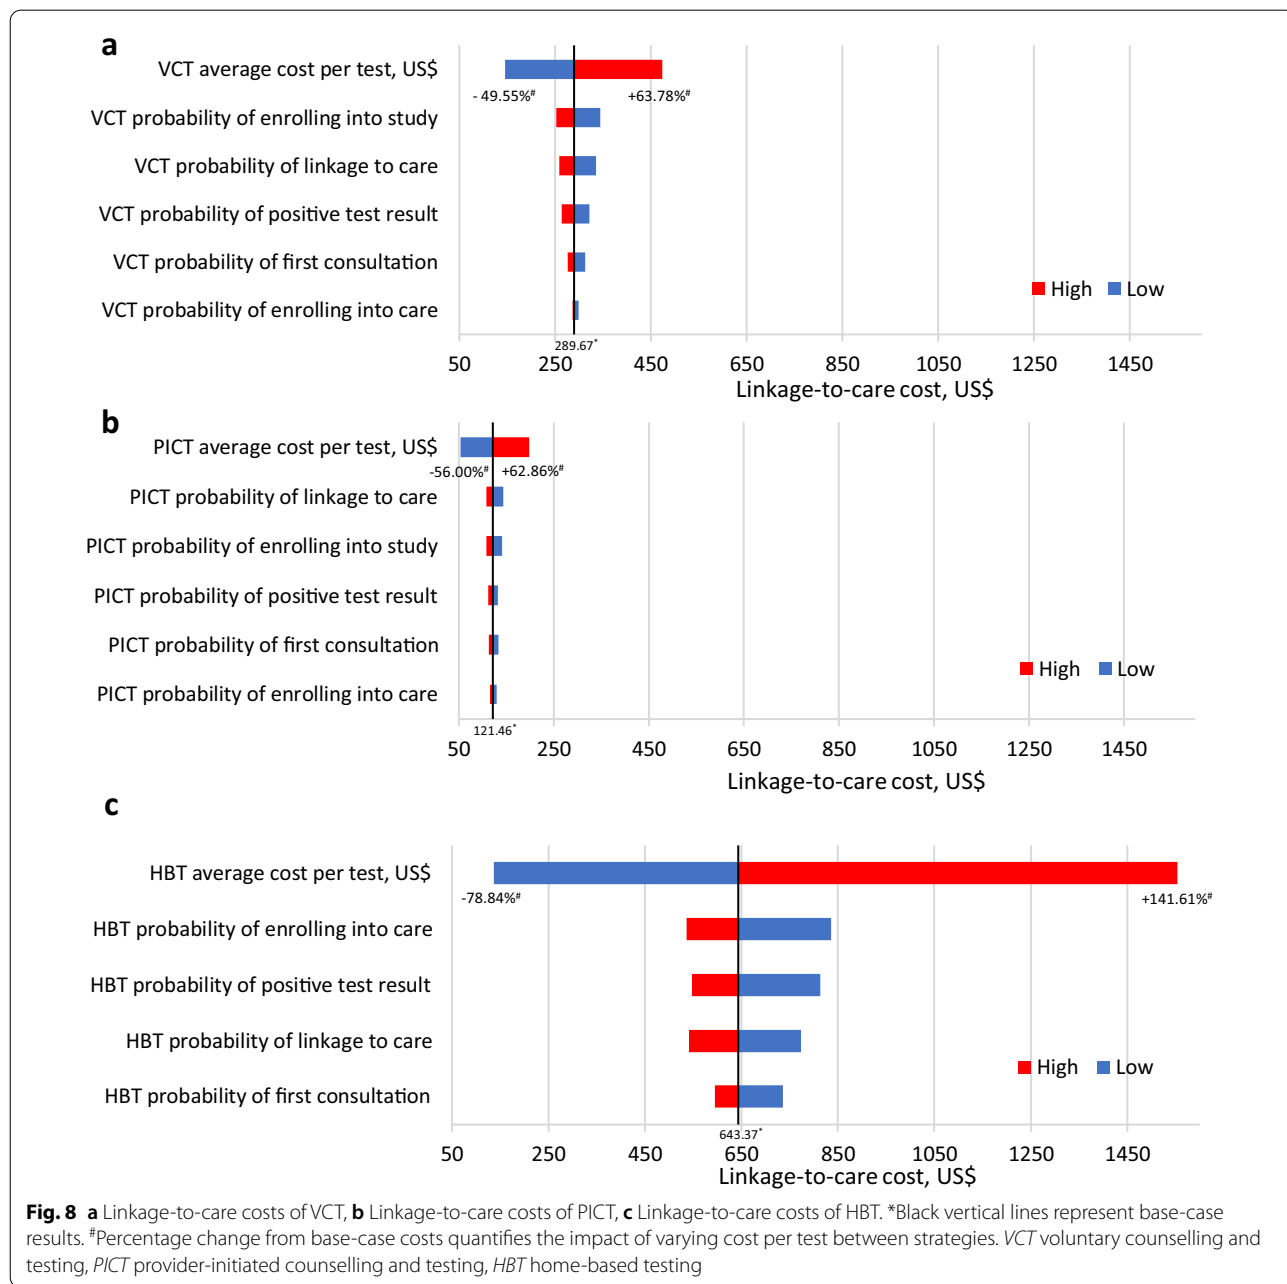 a
VCT average cost per test, US$
- 49.55%#
+63.78%#
VCT probability of enrolling into study
VCT probability of linkage to care
VCT probability of positive test result
VCT probability of first consultation
VCT probability of enrolling into care
High Low
289.67*
50 250 450 650 850 1050 1250 1450
Linkage-to-care cost, US$
b
PICT average cost per test, US$
-56.00%#
+62.86%#
PICT probability of linkage to care
PICT probability of enrolling into study
PICT probability of positive test result
PICT probability of first consultation
PICT probability of enrolling into care
High Low
121.46*
50 250 450 650 850 1050 1250 1450
Linkage-to-care cost, US$
c
HBT average cost per test, US$
-78.84%#
+141.61%#
HBT probability of enrolling into care
HBT probability of positive test result
HBT probability of linkage to care
HBT probability of first consultation
High Low
643.37*
50 250 450 650 850 1050 1250 1450
Linkage-to-care cost, US$
Fig. 8 a Linkage-to-care costs of VCT, b Linkage-to-care costs of PICT, c Linkage-to-care costs of HBT. *Black vertical lines represent base-case
results. #Percentage change from base-case costs quantifies the impact of varying cost per test between strategies. VCT voluntary counselling and
testing, PICT provider-initiated counselling and testing, HBT home-based testing